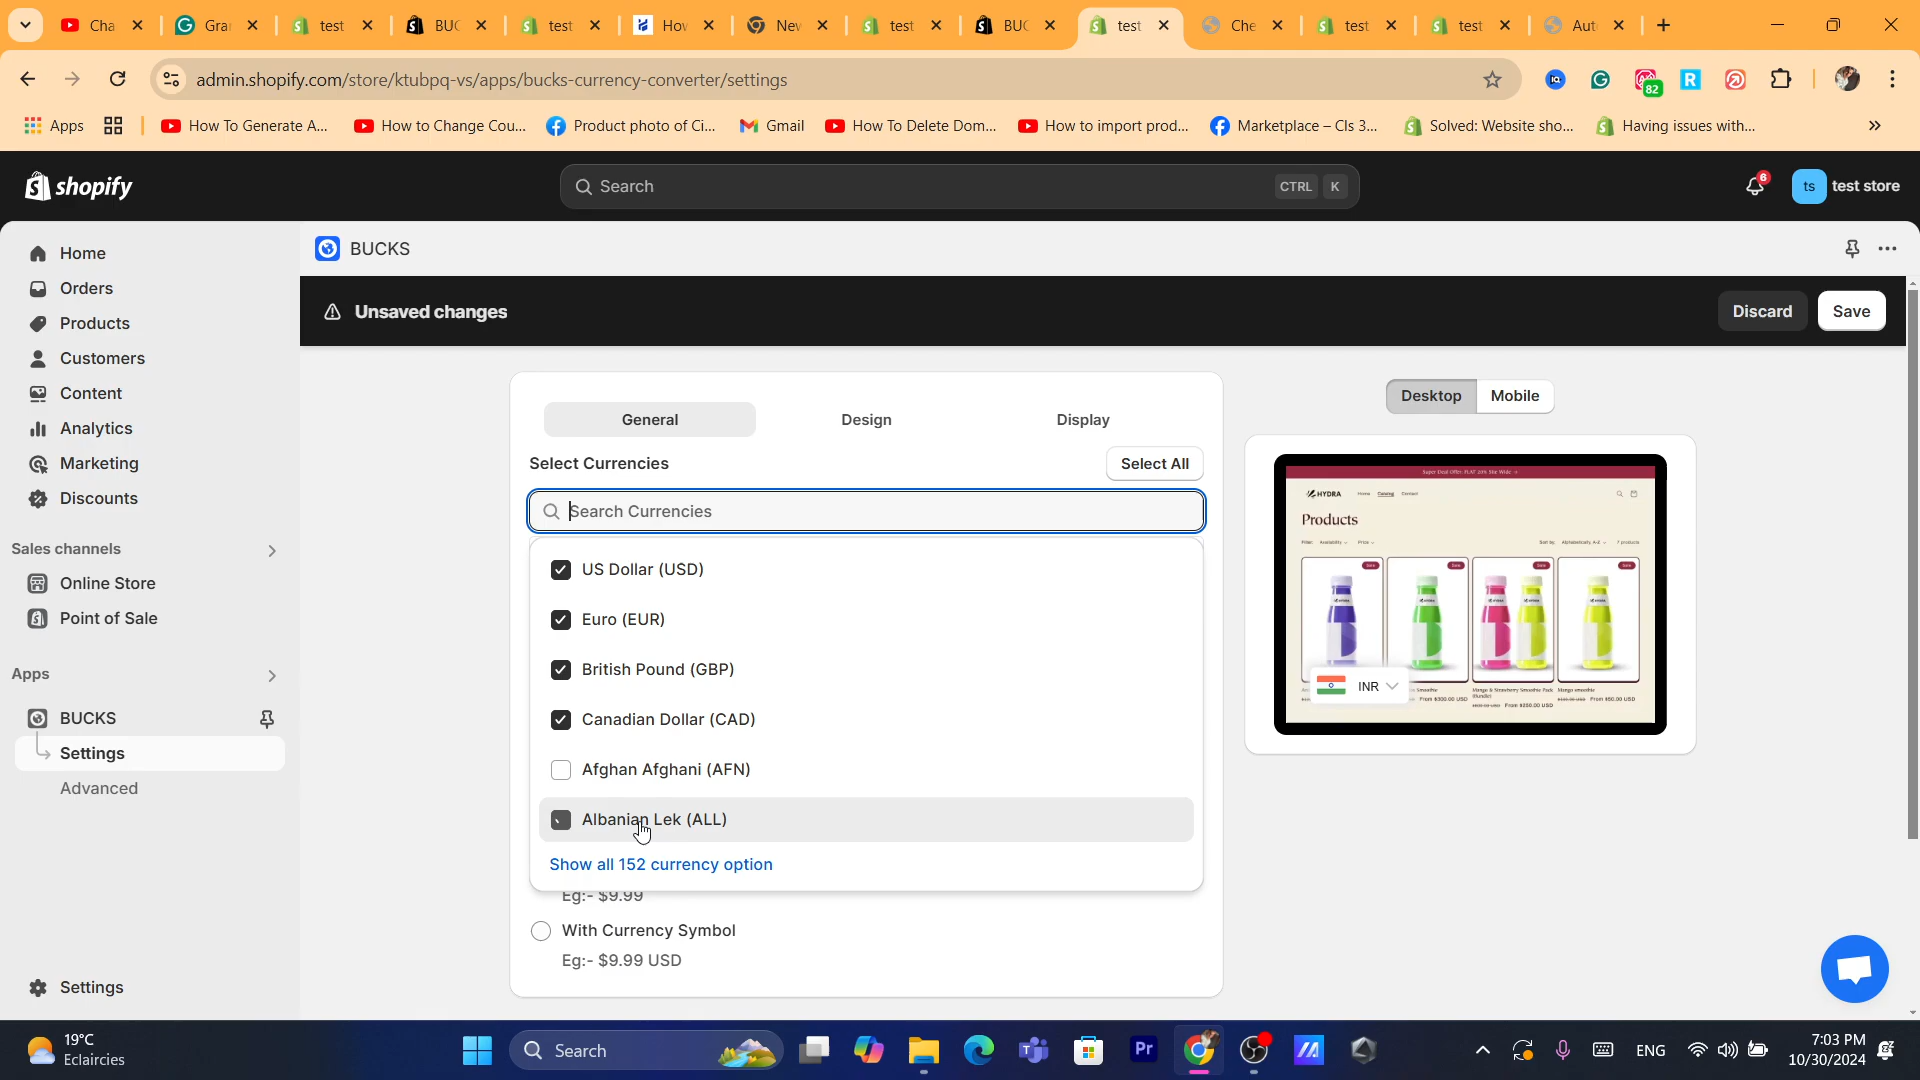 Cha
Gra
test
BUC
test
Hov
Nev
test
BUC
test
Che
test
test
Aut
admin.shopify.com/store/ktubpq-vs/apps/bucks-currency-converter/settings
82
Apps
How To Generate A...
How to Change Cou...
Product photo of Ci...
Gmail
How To Delete Dom...
How to import prod...
Marketplace – Cls 3...
Solved: Website sho...
Having issues with...
»
shopify
Search
CTRL K
6
ts
test store
Home
Orders
Products
Customers
Content
Analytics
Marketing
Discounts
Sales channels
Online Store
Point of Sale
Apps
BUCKS
Settings
Advanced
Settings
BUCKS
Unsaved changes
Discard
Save
General
Design
Display
Select Currencies
Select All
Search Currencies
US Dollar (USD)
Euro (EUR)
British Pound (GBP)
Canadian Dollar (CAD)
Afghan Afghani (AFN)
Albanian Lek (ALL)
Show all 152 currency option
Eg:- $9.99
With Currency Symbol
Eg:- $9.99 USD
Desktop
Mobile
HYDRA
Home
Catalog
Contact
Products
INR
19°C
Eclaircies
Search
Pr
ENG
7:03 PM
10/30/2024